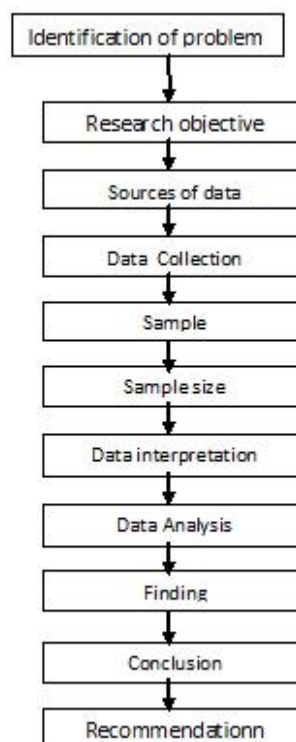 Identification of problem
Research objective
Sources of data
Data Collection
Sample
Sample size
Data interpretation
Data Analysis
Finding
Conclusion
Recommendationn